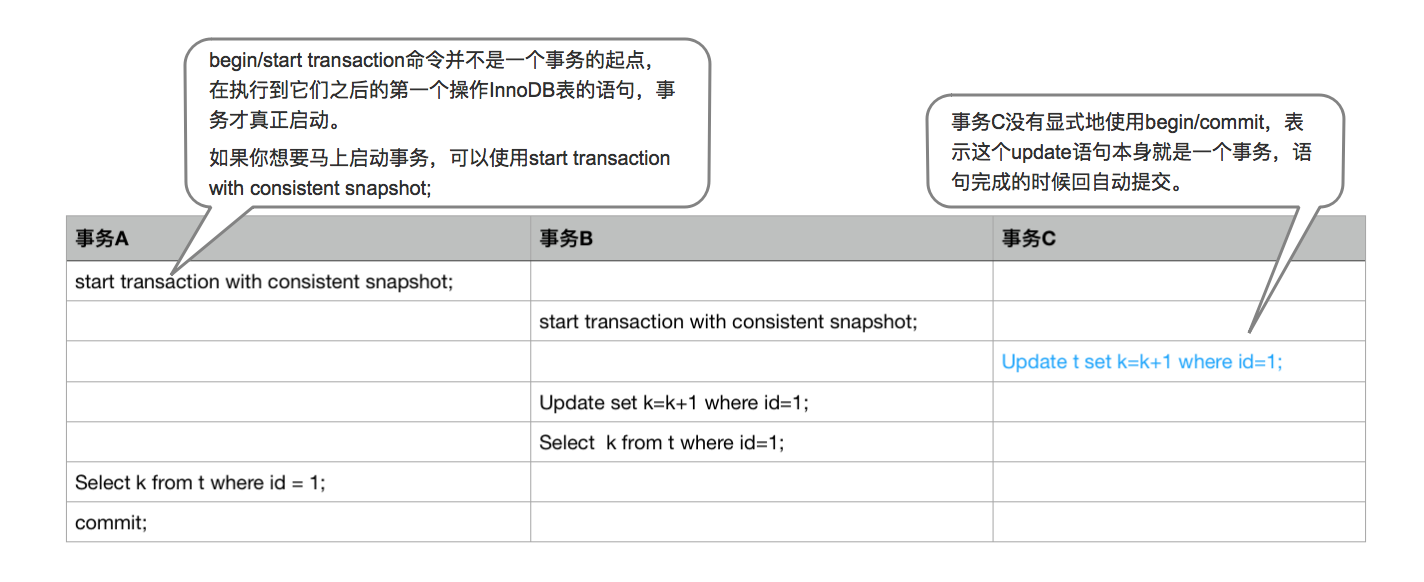 begin/start transaction命令并不是一个事务的起点，
在执行到它们之后的第一个操作InnoDB表的语句，事
务才真正启动。
如果你想要马上启动事务，可以使用start transaction
with consistent snapshot;
事务C没有显式地使用begin/commit，表
示这个update语句本身就是一个事务，语
句完成的时候回自动提交。
事务A 事务B 事务C
start transaction with consistent snapshot;
start transaction with consistent snapshot;
Update t set k=k+1 where id=1;
Update set k=k+1 where id=1;
Select  k from t where id=1;
Select k from t where id = 1;
commit;